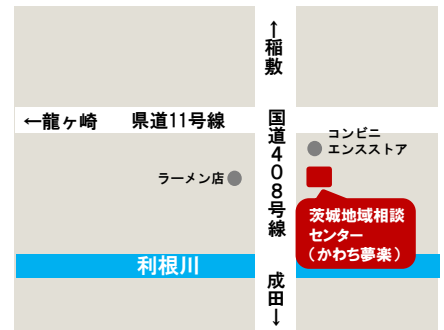 ↑稲敷
←龍ヶ崎 県道11号線
国道408号線
コンビニ
エンスストア
ラーメン店
茨城地域相談
センター
(かわち夢楽)
利根川
成田↓